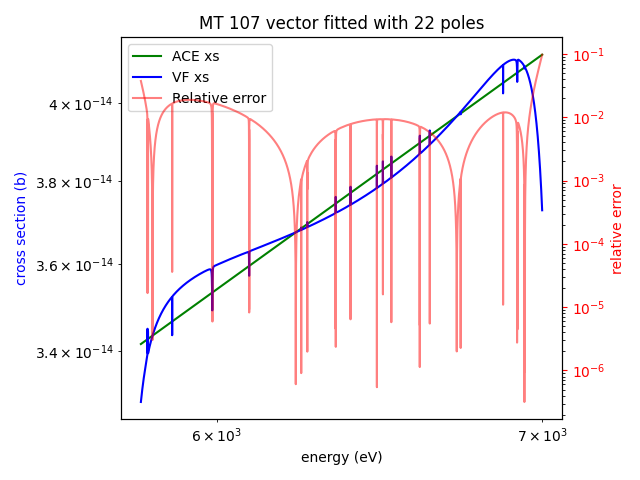 MT 107 vector fitted with 22 poles
ACE xs
VF xs
Relative error
4 × 10⁻¹⁴
3.8 × 10⁻¹⁴
3.6 × 10⁻¹⁴
3.4 × 10⁻¹⁴
cross section (b)
10⁻¹
10⁻²
10⁻³
10⁻⁴
10⁻⁵
10⁻⁶
relative error
6 × 10³
7 × 10³
energy (eV)